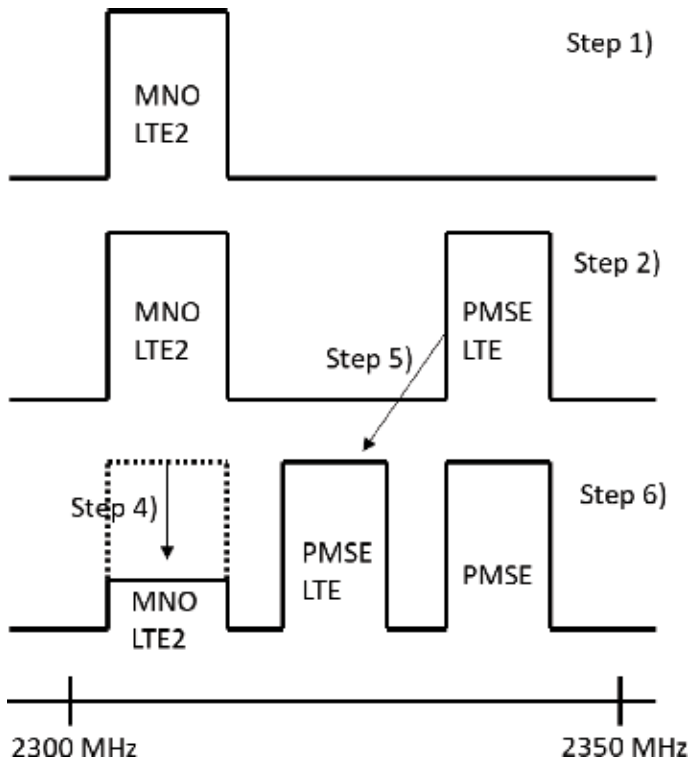 Step 1)
MNO
LTE2
Step 2)
MNO
LTE2
PMSE
LTE
Step 5)
Step 4)
Step 6)
PMSE
LTE
PMSE
MNO
LTE2
2300 MHz
2350 MHz